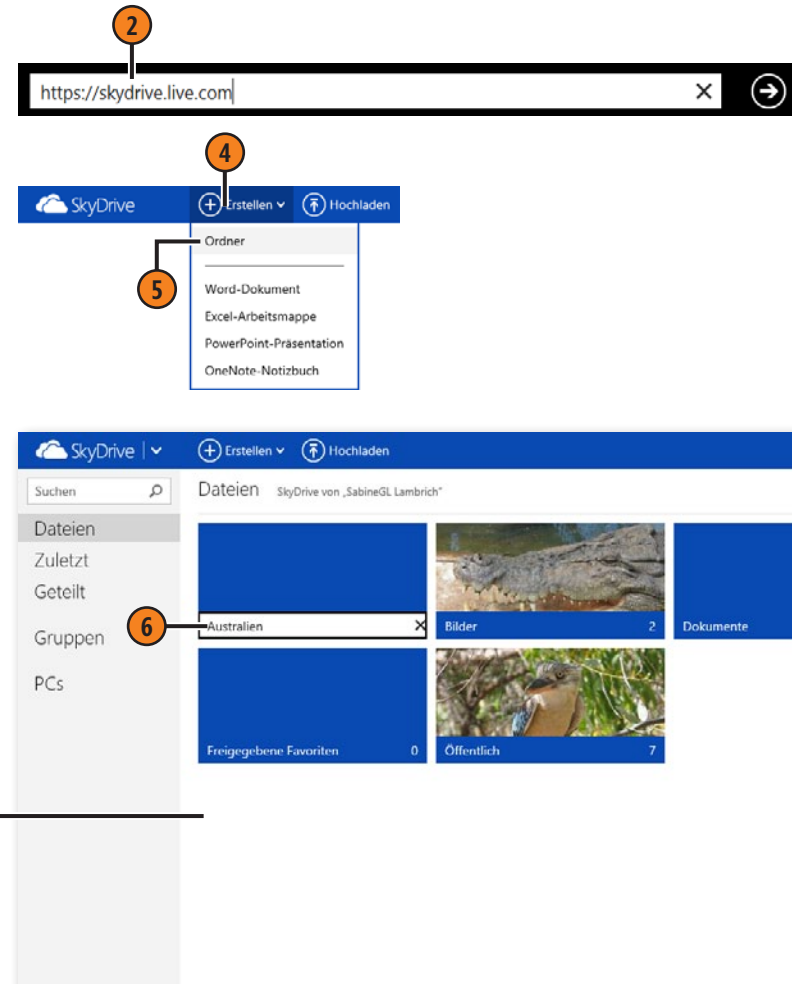 2
https://skydrive.live.com
4
SkyDrive Erstellen Hochladen
Ordner
5
Word-Dokument
Excel-Arbeitsmappe
PowerPoint-Präsentation
OneNote-Notizbuch
SkyDrive Erstellen Hochladen
Suchen
Dateien SkyDrive von „SabineGL Lambrich“
Dateien
Zuletzt
Geteilt
Gruppen
PCs
6
Australien
Bilder 2
Dokumente
Freigegebene Favoriten 0
Öffentlich 7